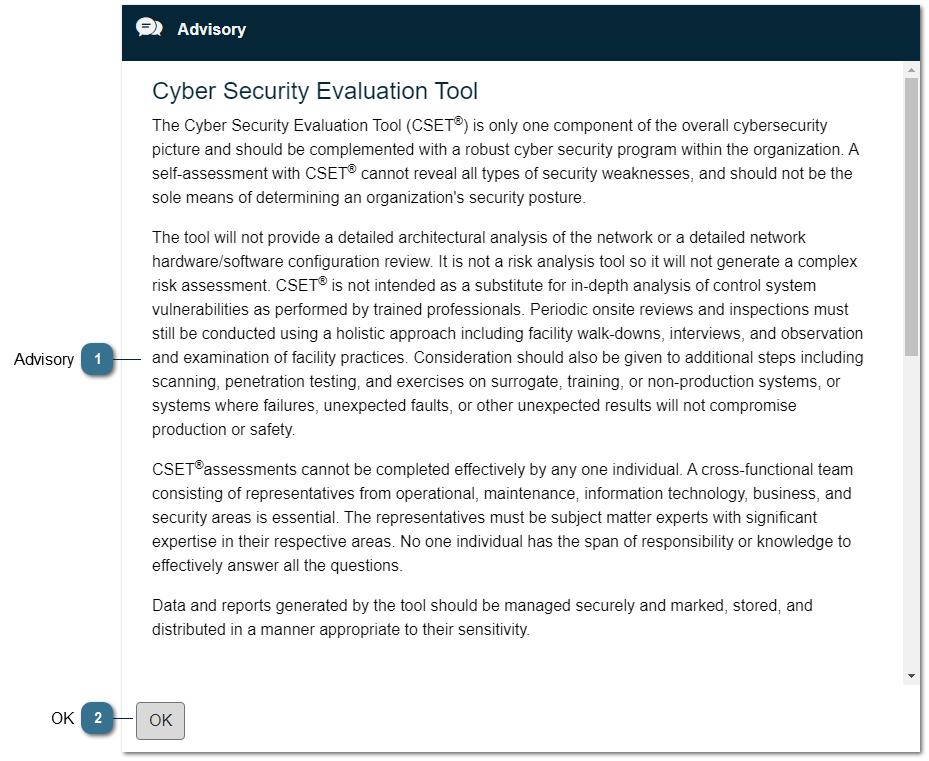 Advisory
Cyber Security Evaluation Tool
The Cyber Security Evaluation Tool (CSET®) is only one component of the overall cybersecurity
picture and should be complemented with a robust cyber security program within the organization. A
self-assessment with CSET® cannot reveal all types of security weaknesses, and should not be the
sole means of determining an organization's security posture.
The tool will not provide a detailed architectural analysis of the network or a detailed network
hardware/software configuration review. It is not a risk analysis tool so it will not generate a complex
risk assessment. CSET® is not intended as a substitute for in-depth analysis of control system
vulnerabilities as performed by trained professionals. Periodic onsite reviews and inspections must
still be conducted using a holistic approach including facility walk-downs, interviews, and observation
Advisory 1
and examination of facility practices. Consideration should also be given to additional steps including
scanning, penetration testing, and exercises on surrogate, training, or non-production systems, or
systems where failures, unexpected faults, or other unexpected results will not compromise
production or safety.
CSET®assessments cannot be completed effectively by any one individual. A cross-functional team
consisting of representatives from operational, maintenance, information technology, business, and
security areas is essential. The representatives must be subject matter experts with significant
expertise in their respective areas. No one individual has the span of responsibility or knowledge to
effectively answer all the questions.
Data and reports generated by the tool should be managed securely and marked, stored, and
distributed in a manner appropriate to their sensitivity.
OK 2
OK